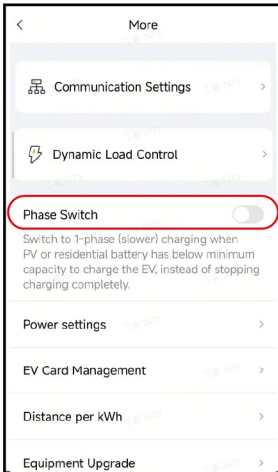 More
Communication Settings
Dynamic Load Control
Phase Switch
Switch to 1-phase (slower) charging when
PV or residential battery has below minimum
capacity to charge the EV, instead of stopping
charging completely.
Power settings
EV Card Management
Distance per kWh
Equipment Upgrade